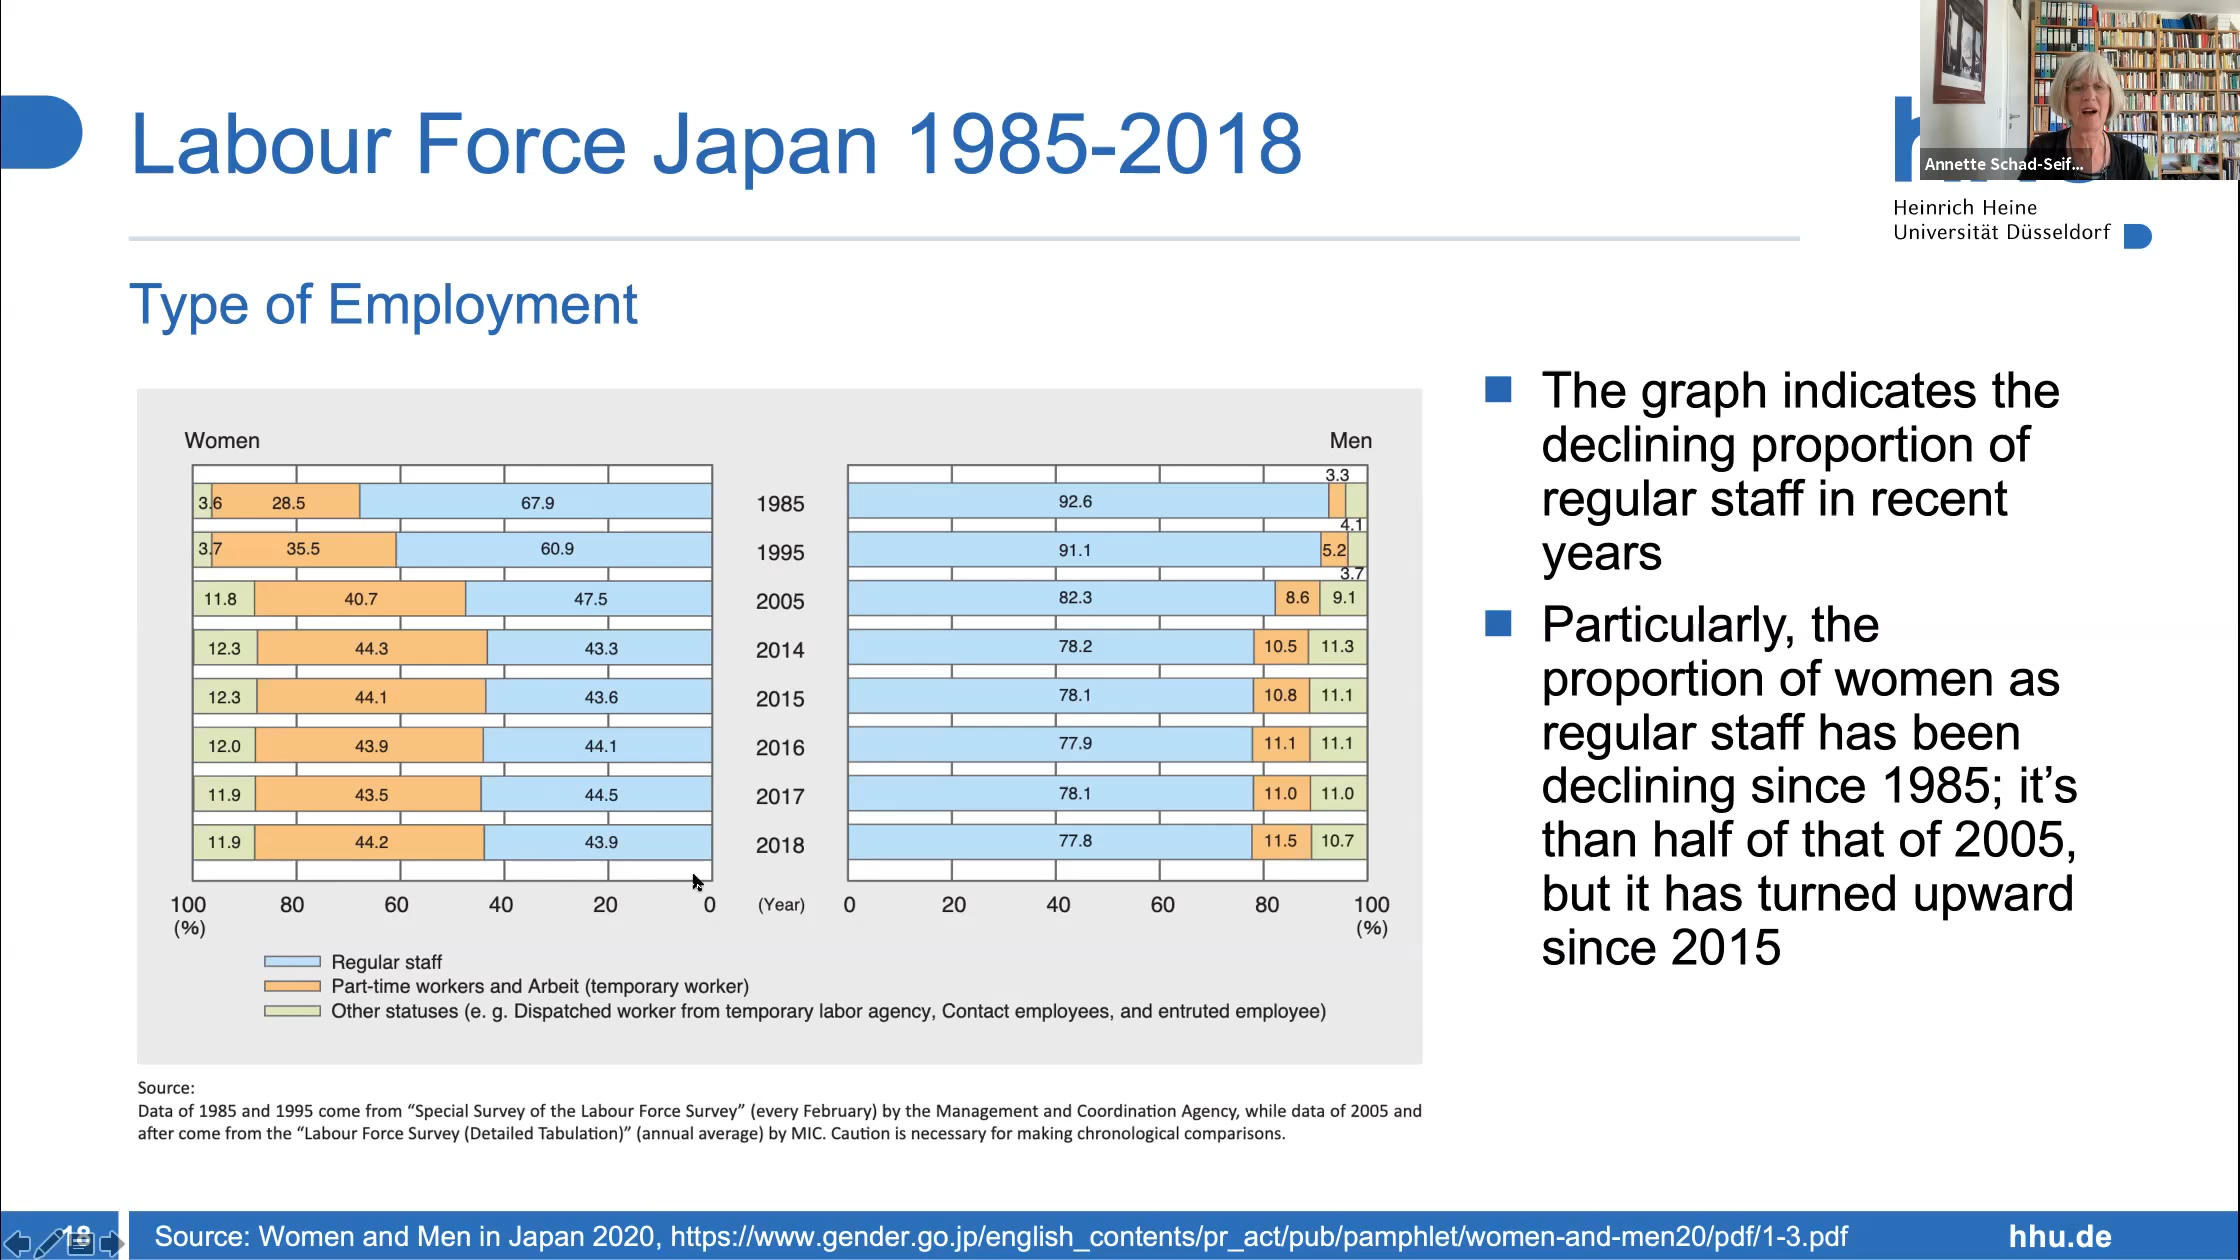 Labour Force Japan 1985-2018
Annette Schad-Seif...
Heinrich Heine
Universität Düsseldorf
Type of Employment
Women
Men
3.6 28.5 67.9 1985 92.6 3.3 4.1
3.7 35.5 60.9 1995 91.1 5.2 3.7
11.8 40.7 47.5 2005 82.3 8.6 9.1
12.3 44.3 43.3 2014 78.2 10.5 11.3
12.3 44.1 43.6 2015 78.1 10.8 11.1
12.0 43.9 44.1 2016 77.9 11.1 11.1
11.9 43.5 44.5 2017 78.1 11.0 11.0
11.9 44.2 43.9 2018 77.8 11.5 10.7
100 80 60 40 20 0 (Year) 0 20 40 60 80 100
(%) (%)
Regular staff
Part-time workers and Arbeit (temporary worker)
Other statuses (e. g. Dispatched worker from temporary labor agency, Contact employees, and entruted employee)
The graph indicates the
declining proportion of
regular staff in recent
years
Particularly, the
proportion of women as
regular staff has been
declining since 1985; it's
than half of that of 2005,
but it has turned upward
since 2015
Source:
Data of 1985 and 1995 come from “Special Survey of the Labour Force Survey” (every February) by the Management and Coordination Agency, while data of 2005 and
after come from the “Labour Force Survey (Detailed Tabulation)” (annual average) by MIC. Caution is necessary for making chronological comparisons.
18
Source: Women and Men in Japan 2020, https://www.gender.go.jp/english_contents/pr_act/pub/pamphlet/women-and-men20/pdf/1-3.pdf
hhu.de